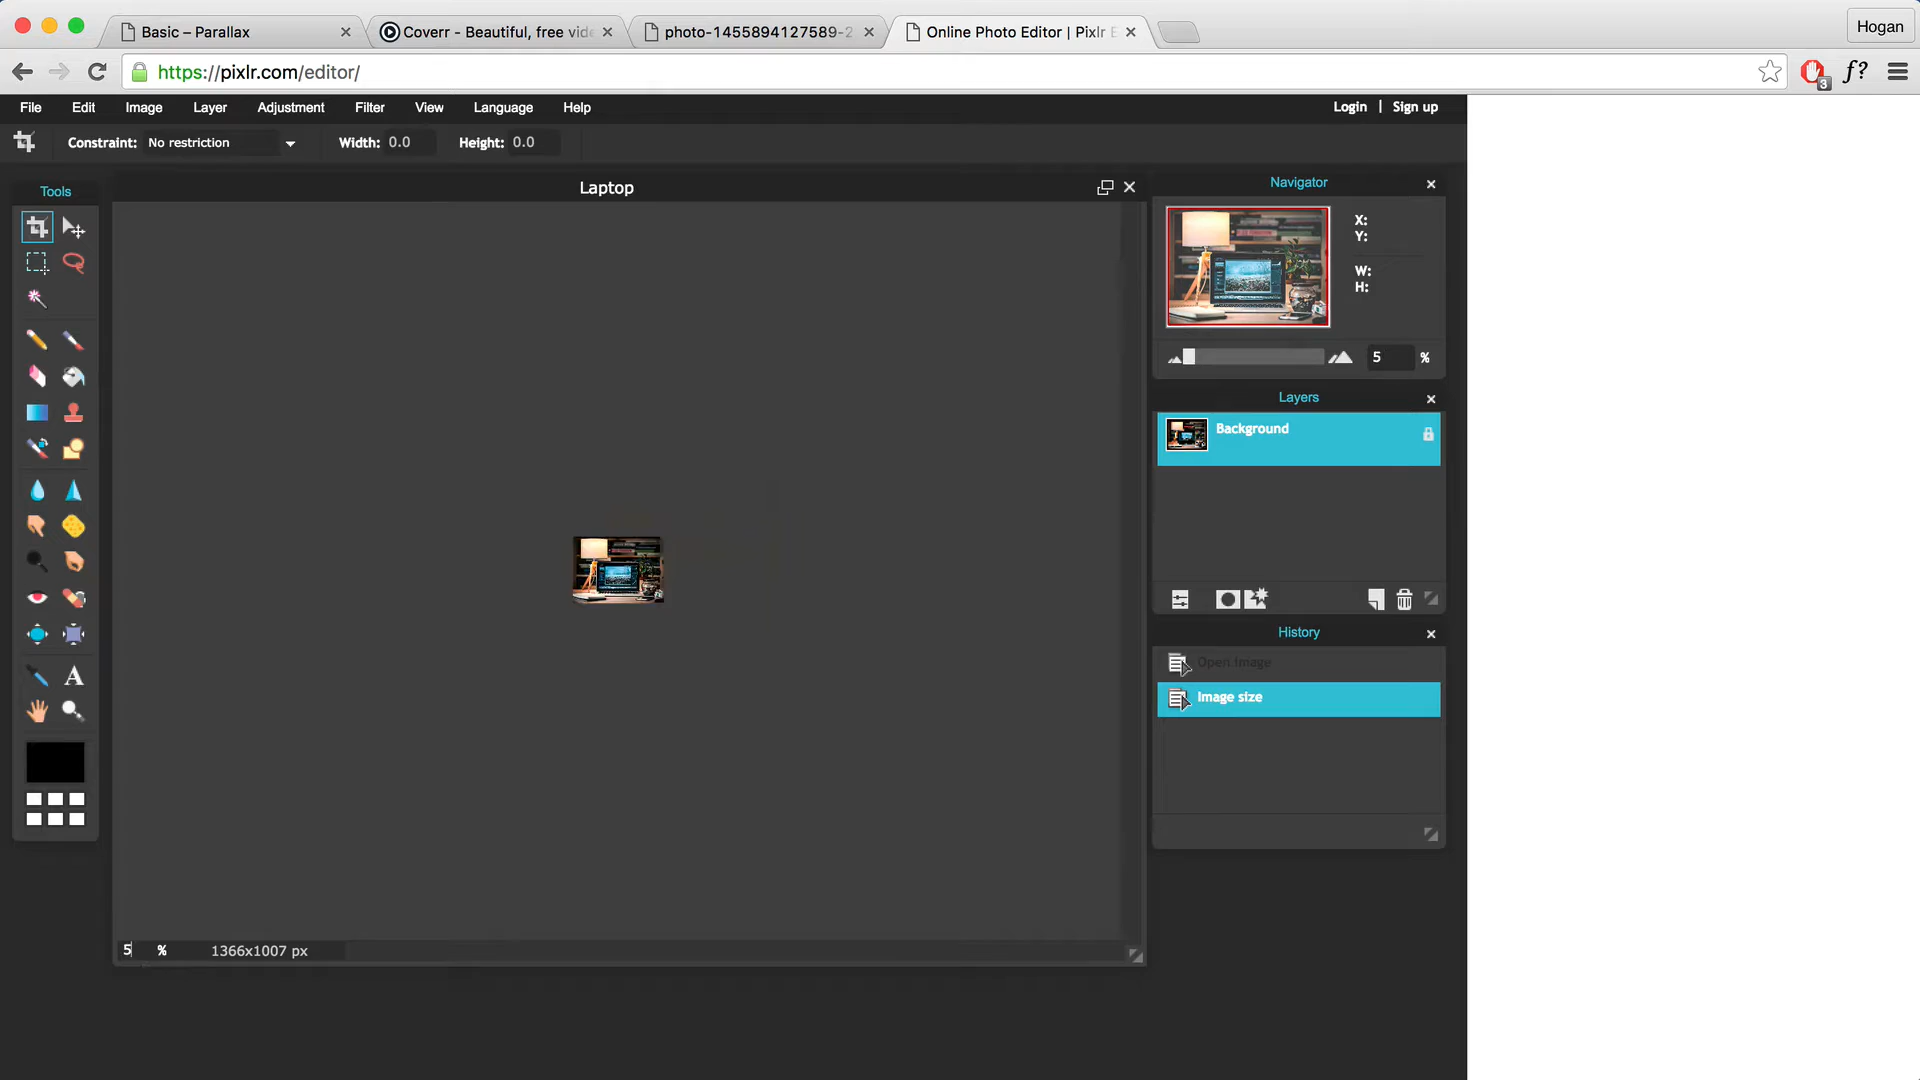 Basic – Parallax
Coverr - Beautiful, free vide
photo-1455894127589-2
Online Photo Editor | Pixlr E
Hogan
https://pixlr.com/editor/
3
f?
File Edit Image Layer Adjustment Filter View Language Help
Login | Sign up
Constraint: No restriction Width: 0.0 Height: 0.0
Tools
Laptop
Navigator
X:
Y:
W:
H:
5 %
Layers
Background
History
Open image
Image size
A
5 % 1366x1007 px